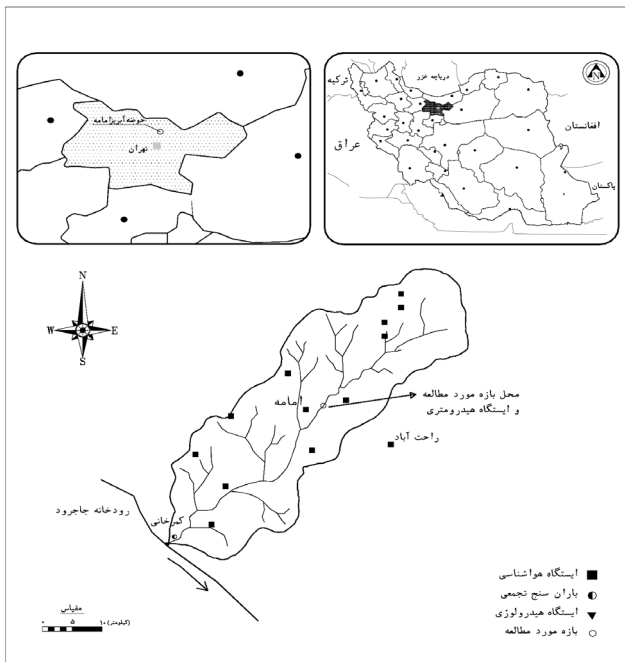 حوضه آبریز امامه
تهران
N
دریاچه خزر
ترکیه
افغانستان
عراق
پاکستان
N
W
E
S
محل بازه مورد مطالعه
و ایستگاه هیدرومتری
امامه
راحت آباد
رودخانه جاجرود
کمرخانی
ایستگاه هواشناسی
باران سنج تجمعی
ایستگاه هیدرولوژی
بازه مورد مطالعه
مقیاس
۰ ۵ ۱۰ (کیلومتر)